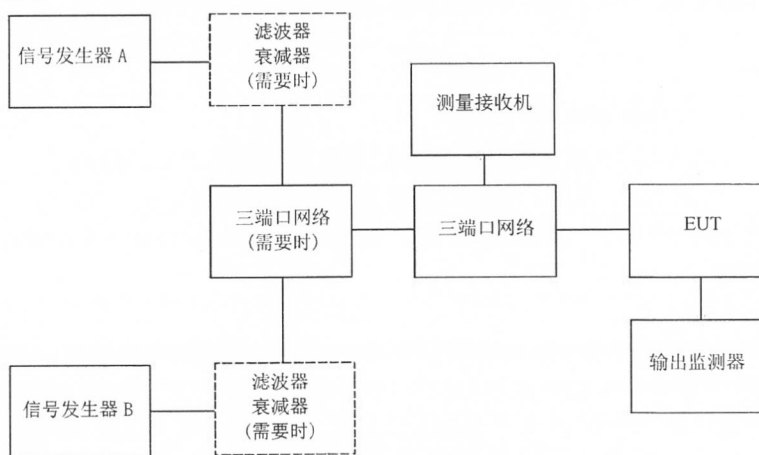 信号发生器 A
滤波器
衰减器
(需要时)
测量接收机
三端口网络
(需要时)
三端口网络
EUT
输出监测器
信号发生器 B
滤波器
衰减器
(需要时)